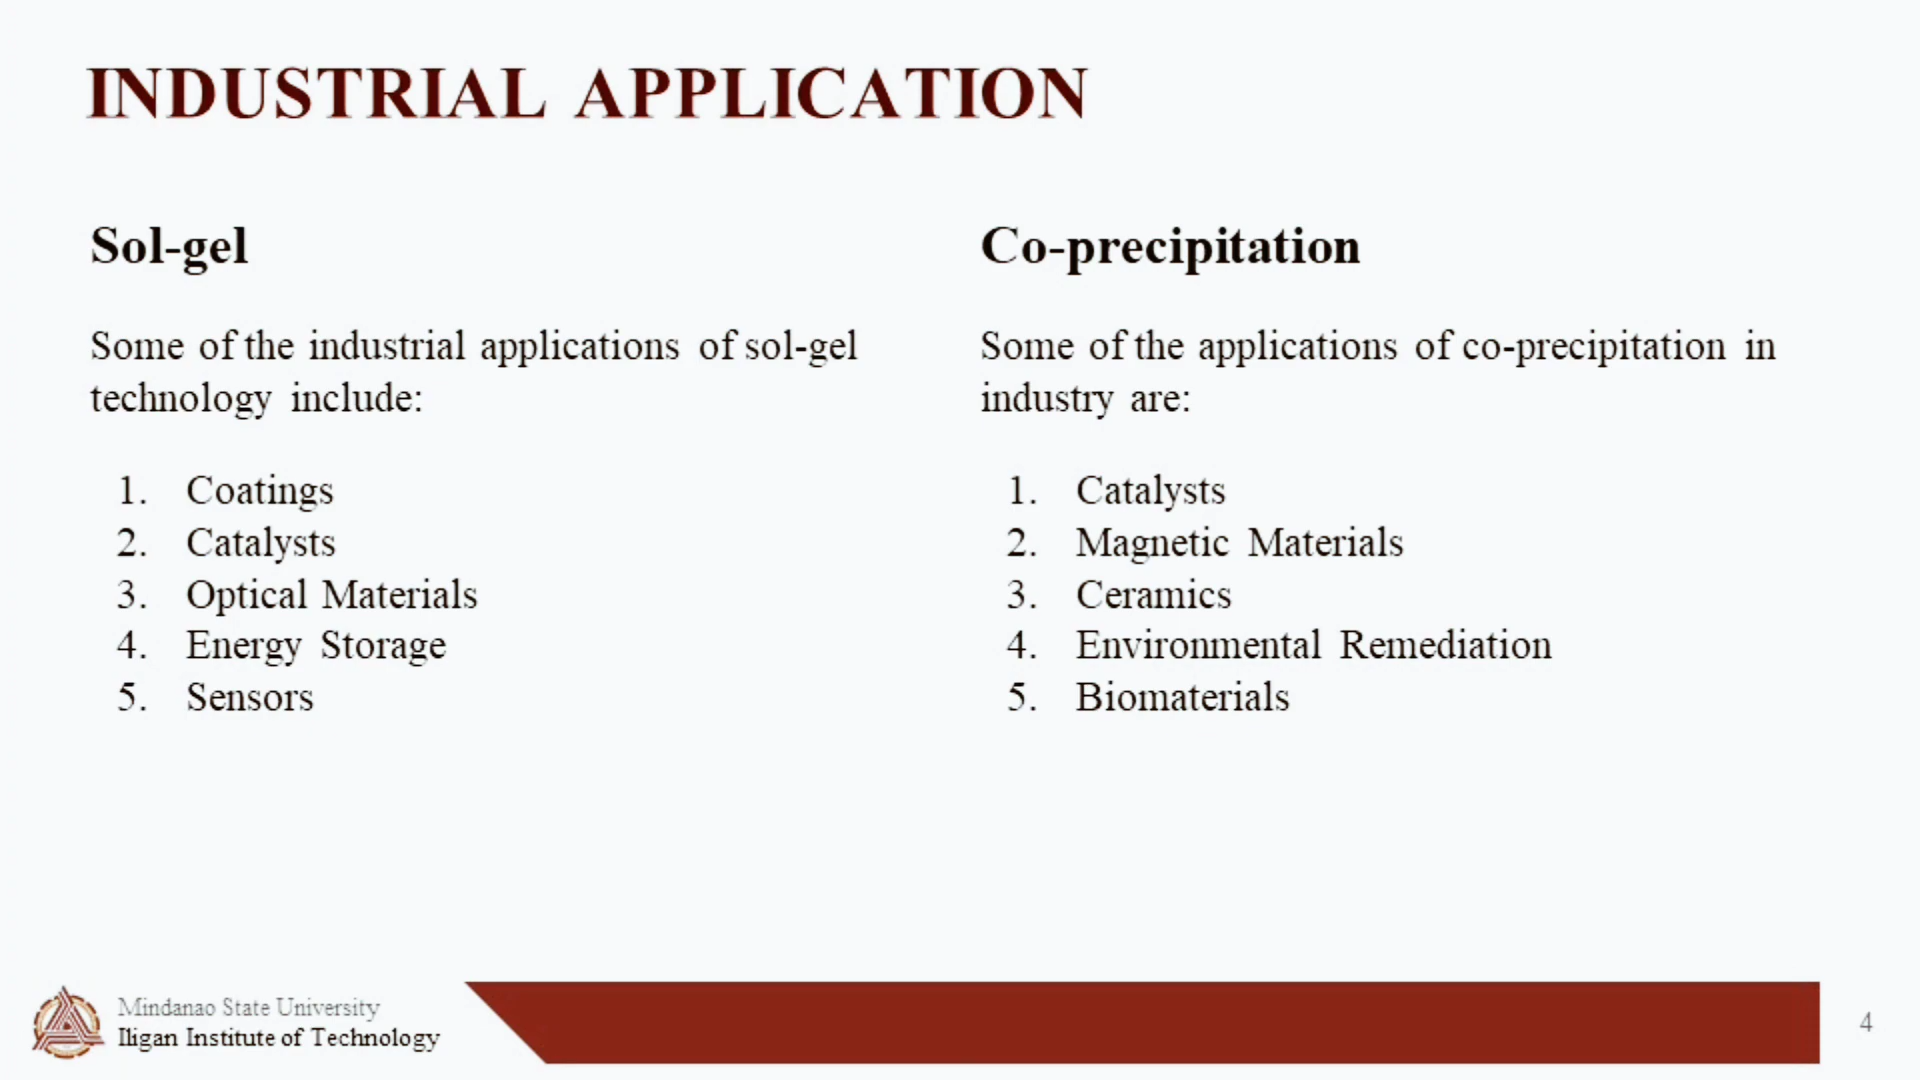 INDUSTRIAL APPLICATION
Sol-gel
Some of the industrial applications of sol-gel
technology include:
1. Coatings
2. Catalysts
3. Optical Materials
4. Energy Storage
5. Sensors
Co-precipitation
Some of the applications of co-precipitation in
industry are:
1. Catalysts
2. Magnetic Materials
3. Ceramics
4. Environmental Remediation
5. Biomaterials
Mindanao State University
Iligan Institute of Technology
4